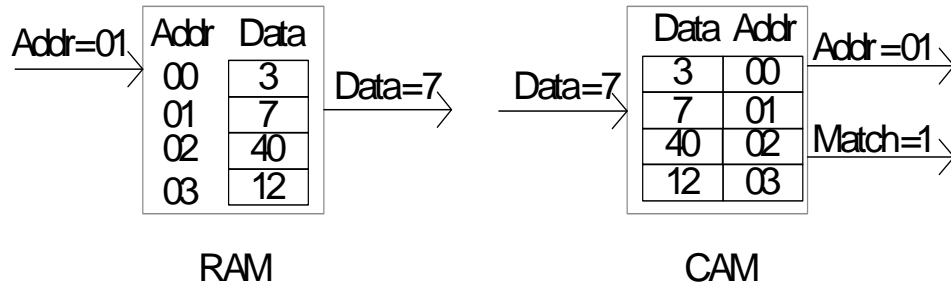 Addr=01
Addr Data
00 3
01 7
02 40
03 12
Data=7
RAM
Data=7
Data Addr
3 00
7 01
40 02
12 03
Addr=01
Match=1
CAM